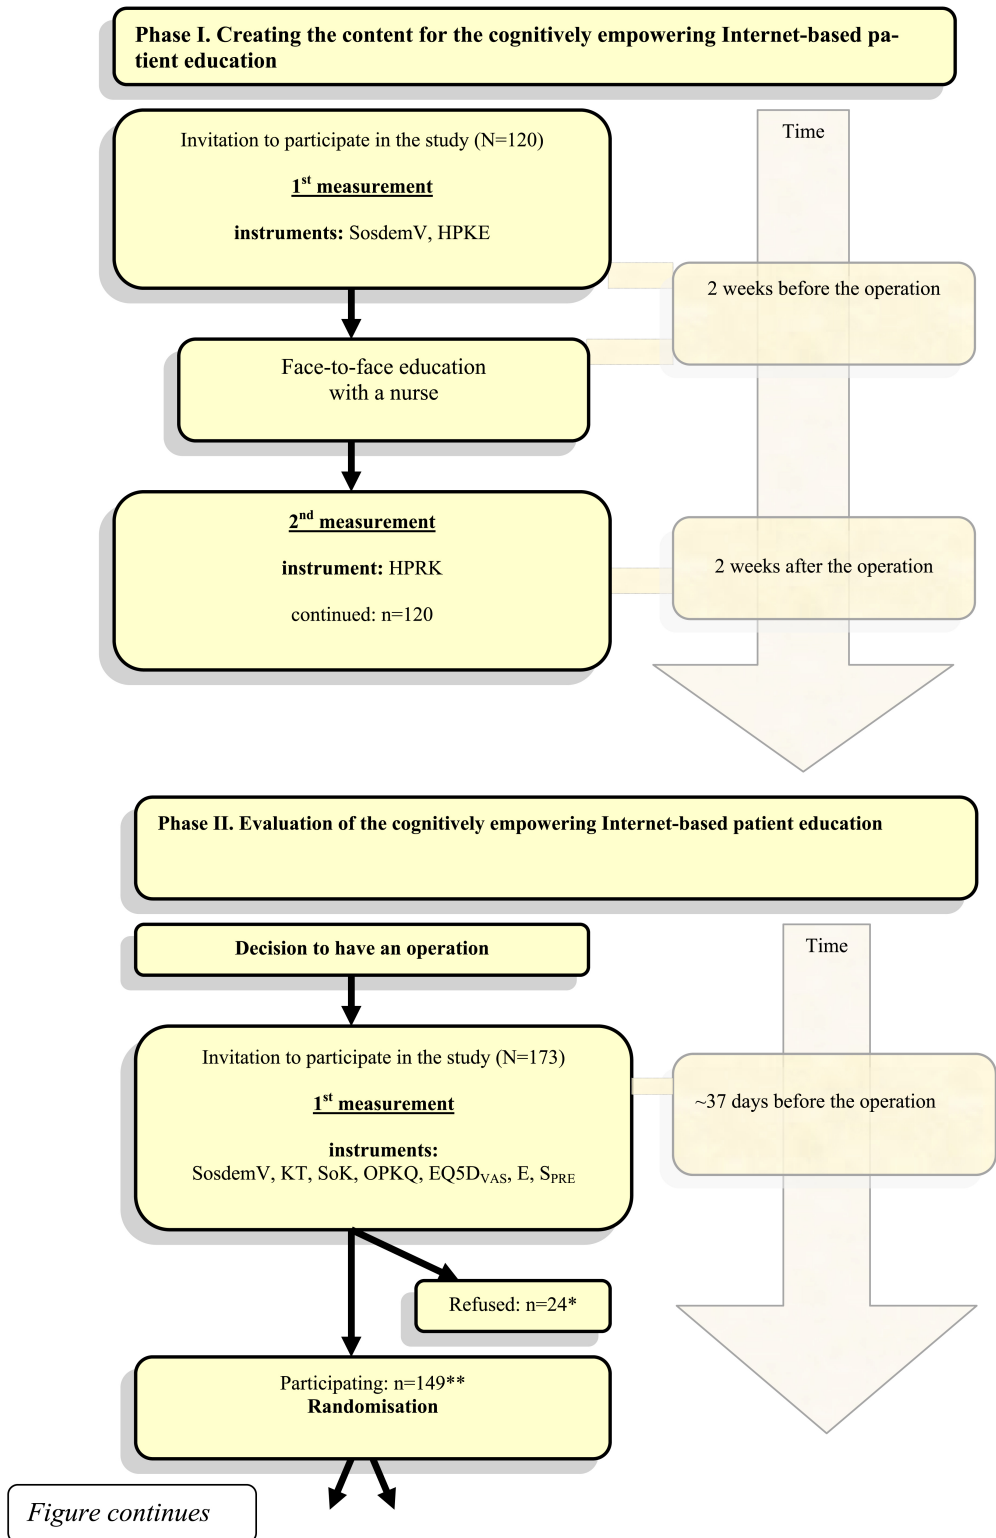 Phase I. Creating the content for the cognitively empowering Internet-based pa-
tient education
Invitation to participate in the study (N=120)
1st measurement
instruments: SosdemV, HPKE
Time
2 weeks before the operation
Face-to-face education
with a nurse
2nd measurement
instrument: HPRK
continued: n=120
2 weeks after the operation
Phase II. Evaluation of the cognitively empowering Internet-based patient education
Decision to have an operation
Time
Invitation to participate in the study (N=173)
1st measurement
instruments:
SosdemV, KT, SoK, OPKQ, EQ5DVAS, E, SPRE
~37 days before the operation
Refused: n=24*
Participating: n=149**
Randomisation
Figure continues